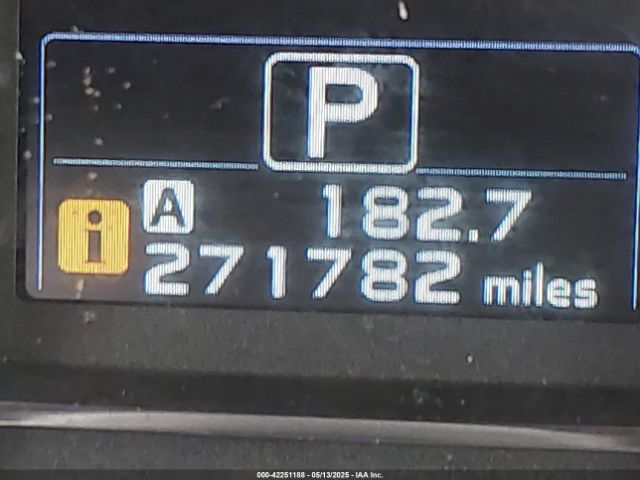 P
A 182.7
i 271782 miles
000-42251188 - 05/13/2025 - IAA Inc.